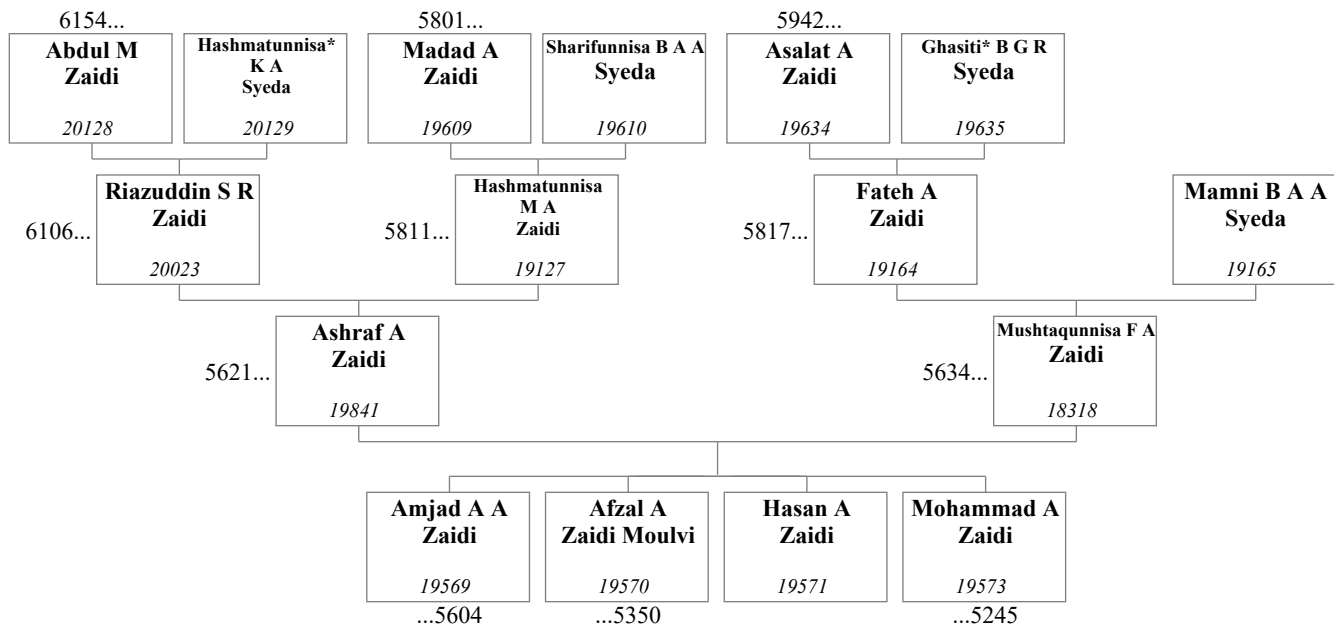 6154...
5801...
5942...
Abdul M
Zaidi
20128
Hashmatunnisa*
K A
Syeda
20129
Madad A
Zaidi
19609
Sharifunnisa B A A
Syeda
19610
Asalat A
Zaidi
19634
Ghasiti* B G R
Syeda
19635
6106...
Riazuddin S R
Zaidi
20023
5811...
Hashmatunnisa
M A
Zaidi
19127
5817...
Fateh A
Zaidi
19164
Mamni B A A
Syeda
19165
5621...
Ashraf A
Zaidi
19841
5634...
Mushtaqunnisa F A
Zaidi
18318
Amjad A A
Zaidi
19569
Afzal A
Zaidi Moulvi
19570
Hasan A
Zaidi
19571
Mohammad A
Zaidi
19573
...5604
...5350
...5245